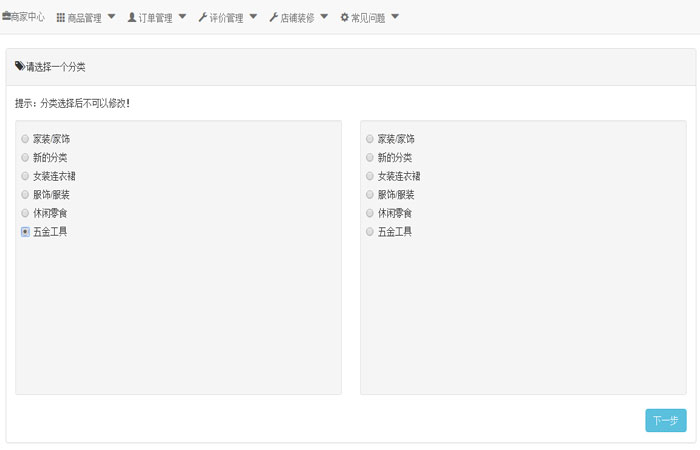 商家中心 商品管理 订单管理 评价管理 店铺装修 常见问题
请选择一个分类
提示：分类选择后不可以修改！
家装/家饰
新的分类
女装连衣裙
服饰/服装
休闲零食
五金工具
家装/家饰
新的分类
女装连衣裙
服饰/服装
休闲零食
五金工具
下一步